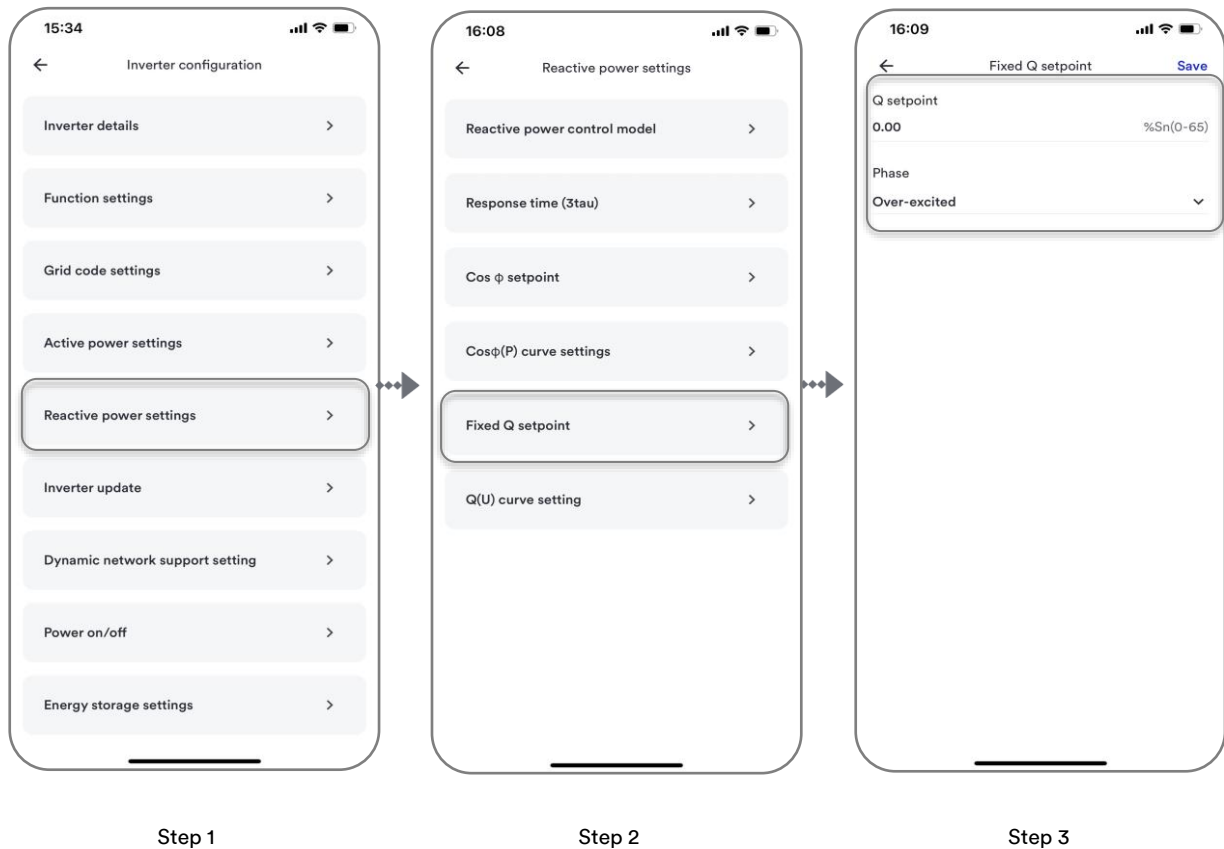 15:34
Inverter configuration
Inverter details
Function settings
Grid code settings
Active power settings
Reactive power settings
Inverter update
Dynamic network support setting
Power on/off
Energy storage settings
Step 1
16:08
Reactive power settings
Reactive power control model
Response time (3tau)
Cos φ setpoint
Cosφ(P) curve settings
Fixed Q setpoint
Q(U) curve setting
Step 2
16:09
Fixed Q setpoint Save
Q setpoint
0.00 %Sn(0-65)
Phase
Over-excited
Step 3